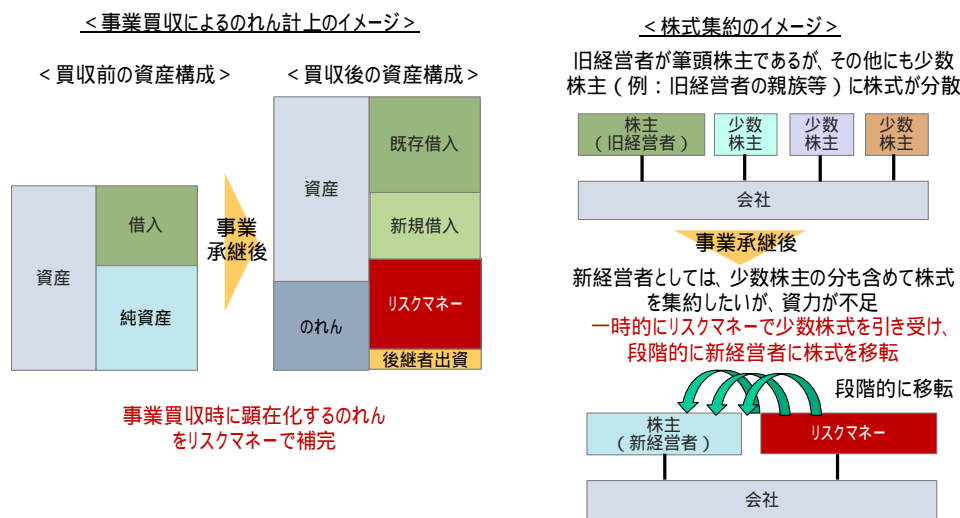 ＜事業買収によるのれん計上のイメージ＞
＜買収前の資産構成＞
＜買収後の資産構成＞
資産
借入
純資産
事業
承継後
資産
のれん
既存借入
新規借入
リスクマネー
後継者出資
事業買収時に顕在化するのれん
をリスクマネーで補完
＜株式集約のイメージ＞
旧経営者が筆頭株主であるが、その他にも少数
株主（例：旧経営者の親族等）に株式が分散
株主
（旧経営者）
少数
株主
少数
株主
少数
株主
会社
事業承継後
新経営者としては、少数株主の分も含めて株式
を集約したいが、資力が不足
一時的にリスクマネーで少数株式を引き受け、
段階的に新経営者に株式を移転
段階的に移転
株主
（新経営者）
リスクマネー
会社